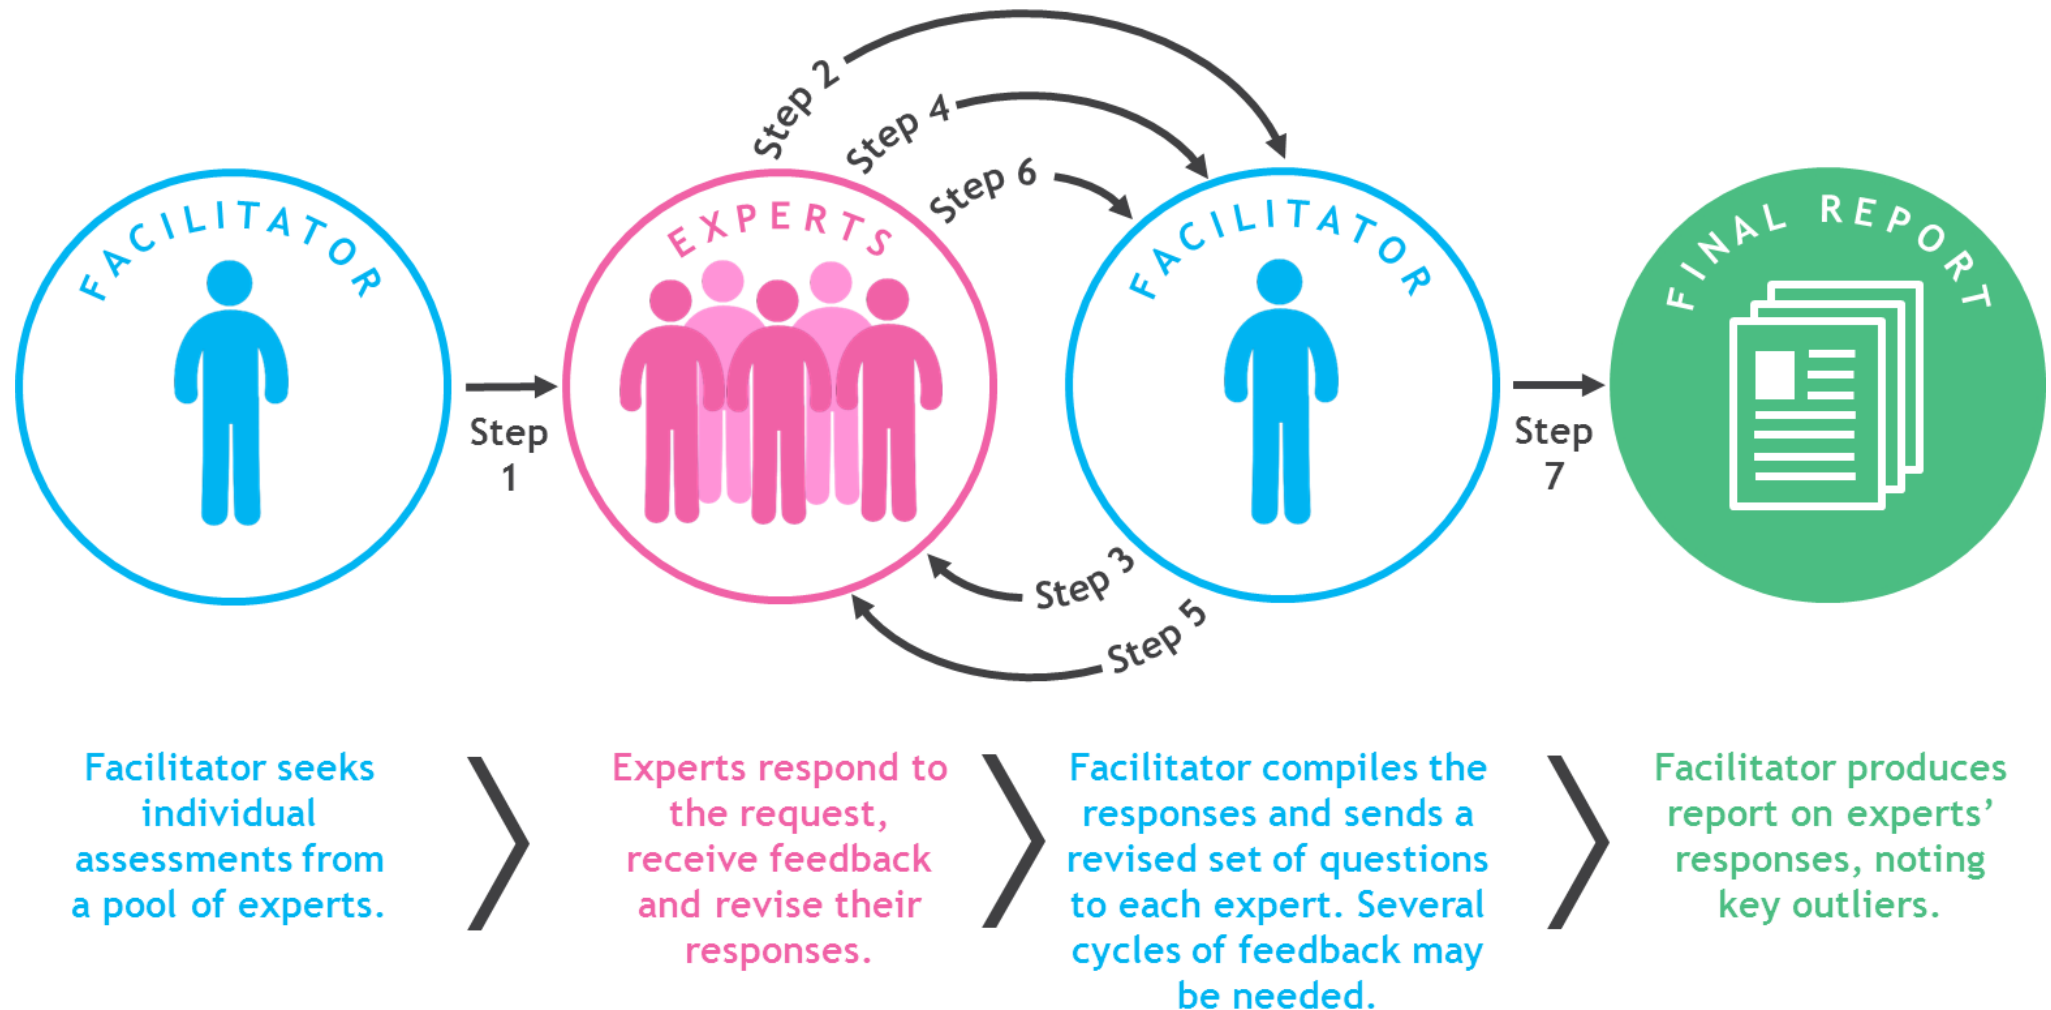 Step 2
Step 4
Step 6
FACILITATOR
EXPERTS
FACILITATOR
FINAL REPORT
Step
1
Step
7
Step 3
Step 5
Facilitator seeks
individual
assessments from
a pool of experts.
Experts respond to
the request,
receive feedback
and revise their
responses.
Facilitator compiles the
responses and sends a
revised set of questions
to each expert. Several
cycles of feedback may
be needed.
Facilitator produces
report on experts’
responses, noting
key outliers.